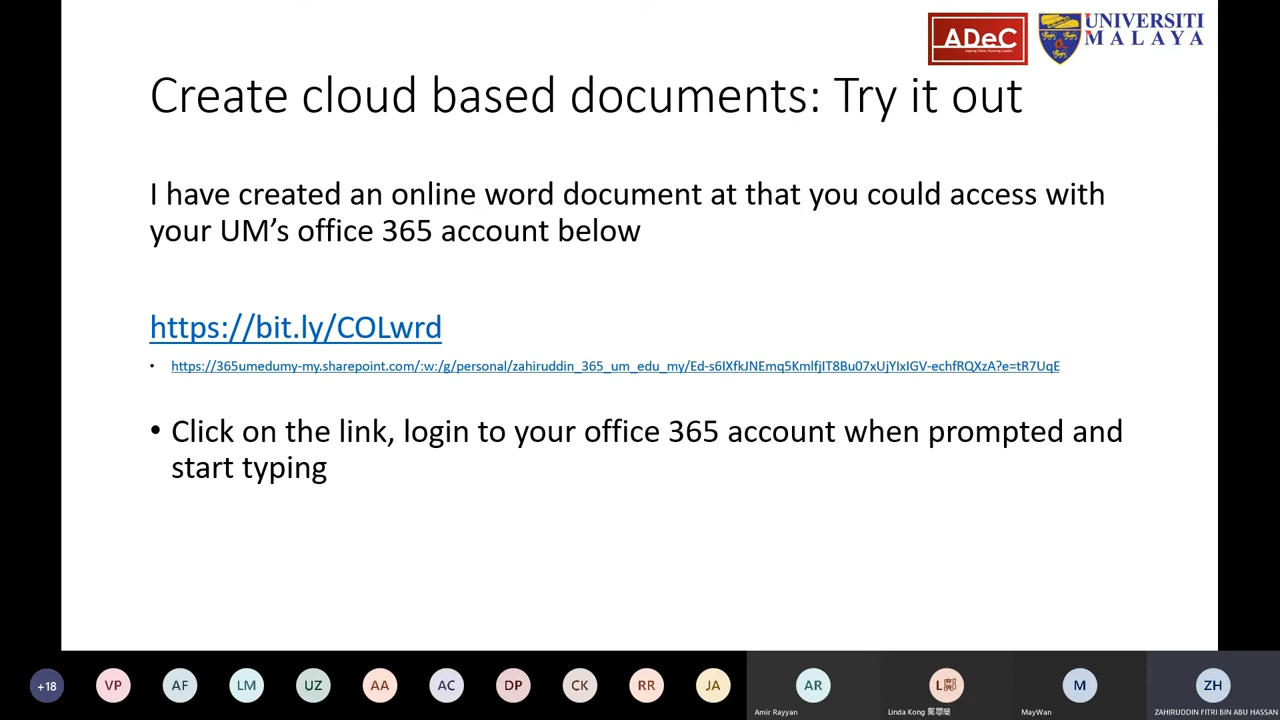 ADeC
UNIVERSITI
MALAYA
Create cloud based documents: Try it out
I have created an online word document at that you could access with
your UM's office 365 account below
https://bit.ly/COLwrd
• https://365umedumy-my.sharepoint.com/:w:/g/personal/zahiruddin_365_um_edu_my/Ed-s6IXfkJNEmq5KmlfjIT8Bu07xUjYIxIGV-echfRQXzA?e=tR7UqE
• Click on the link, login to your office 365 account when prompted and
start typing
+18 VP AF LM UZ AA AC DP CK RR JA AR L鄺 M ZH
Amir Rayyan Linda Kong MayWan ZAHIRUDDIN FITRI BIN ABU HASSAN